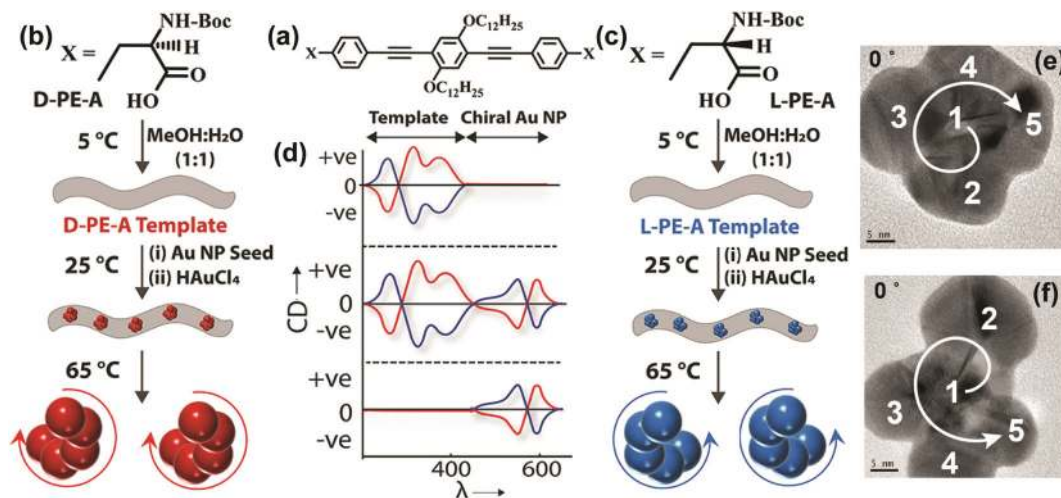 (b)
NH-Boc
X =
H
O
HO
D-PE-A
5 °C
MeOH:H₂O
(1:1)
D-PE-A Template
25 °C
(i) Au NP Seed
(ii) HAuCl₄
65 °C
(a)
OC₁₂H₂₅
X
X
OC₁₂H₂₅
(d)
Template
Chiral Au NP
+ve
0
-ve
+ve
0
-ve
+ve
0
-ve
CD
400
600
λ
(c)
NH-Boc
X =
H
O
HO
L-PE-A
5 °C
MeOH:H₂O
(1:1)
L-PE-A Template
25 °C
(i) Au NP Seed
(ii) HAuCl₄
65 °C
0 °
(e)
4
3
1
5
2
5 nm
0 °
(f)
2
1
3
5
4
5 nm